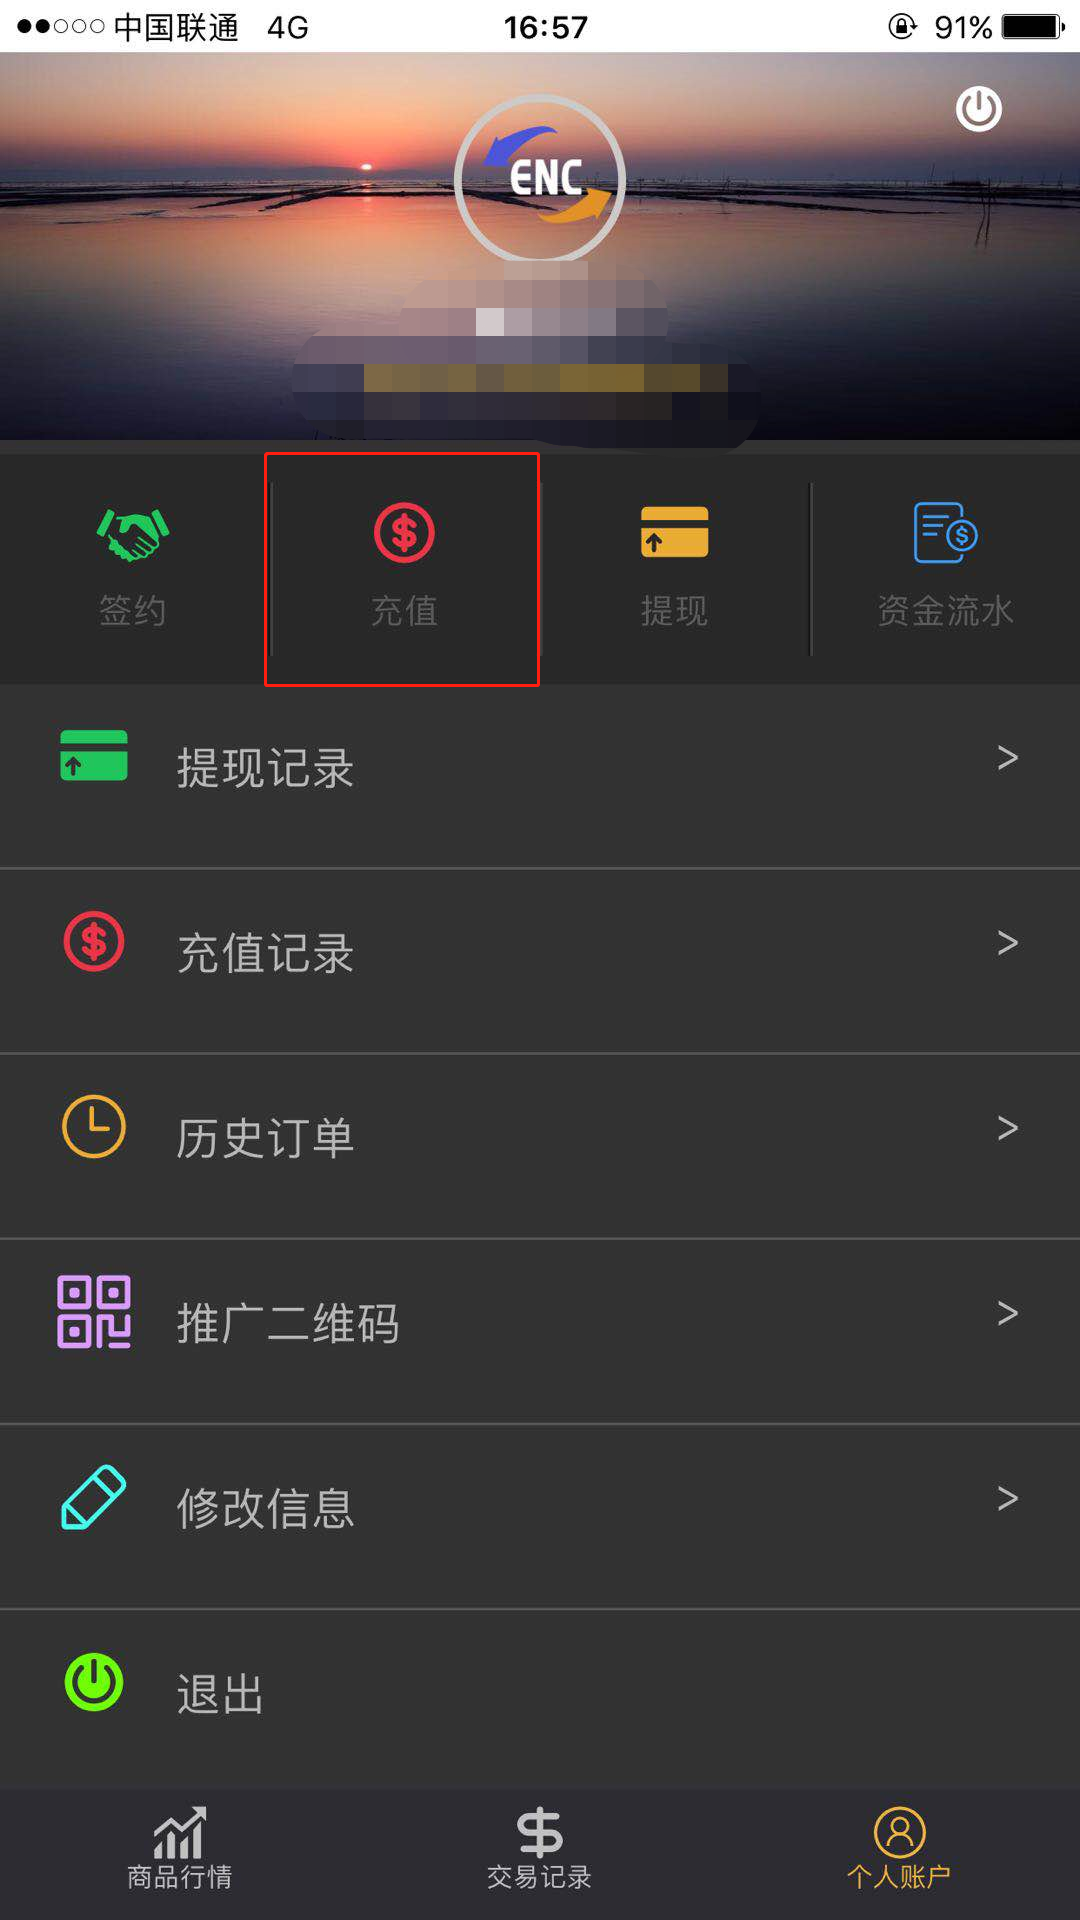 中国联通 4G 16:57 91%
ENC
签约 充值 提现 资金流水
提现记录 >
充值记录 >
历史订单 >
推广二维码 >
修改信息 >
退出
商品行情 交易记录 个人账户